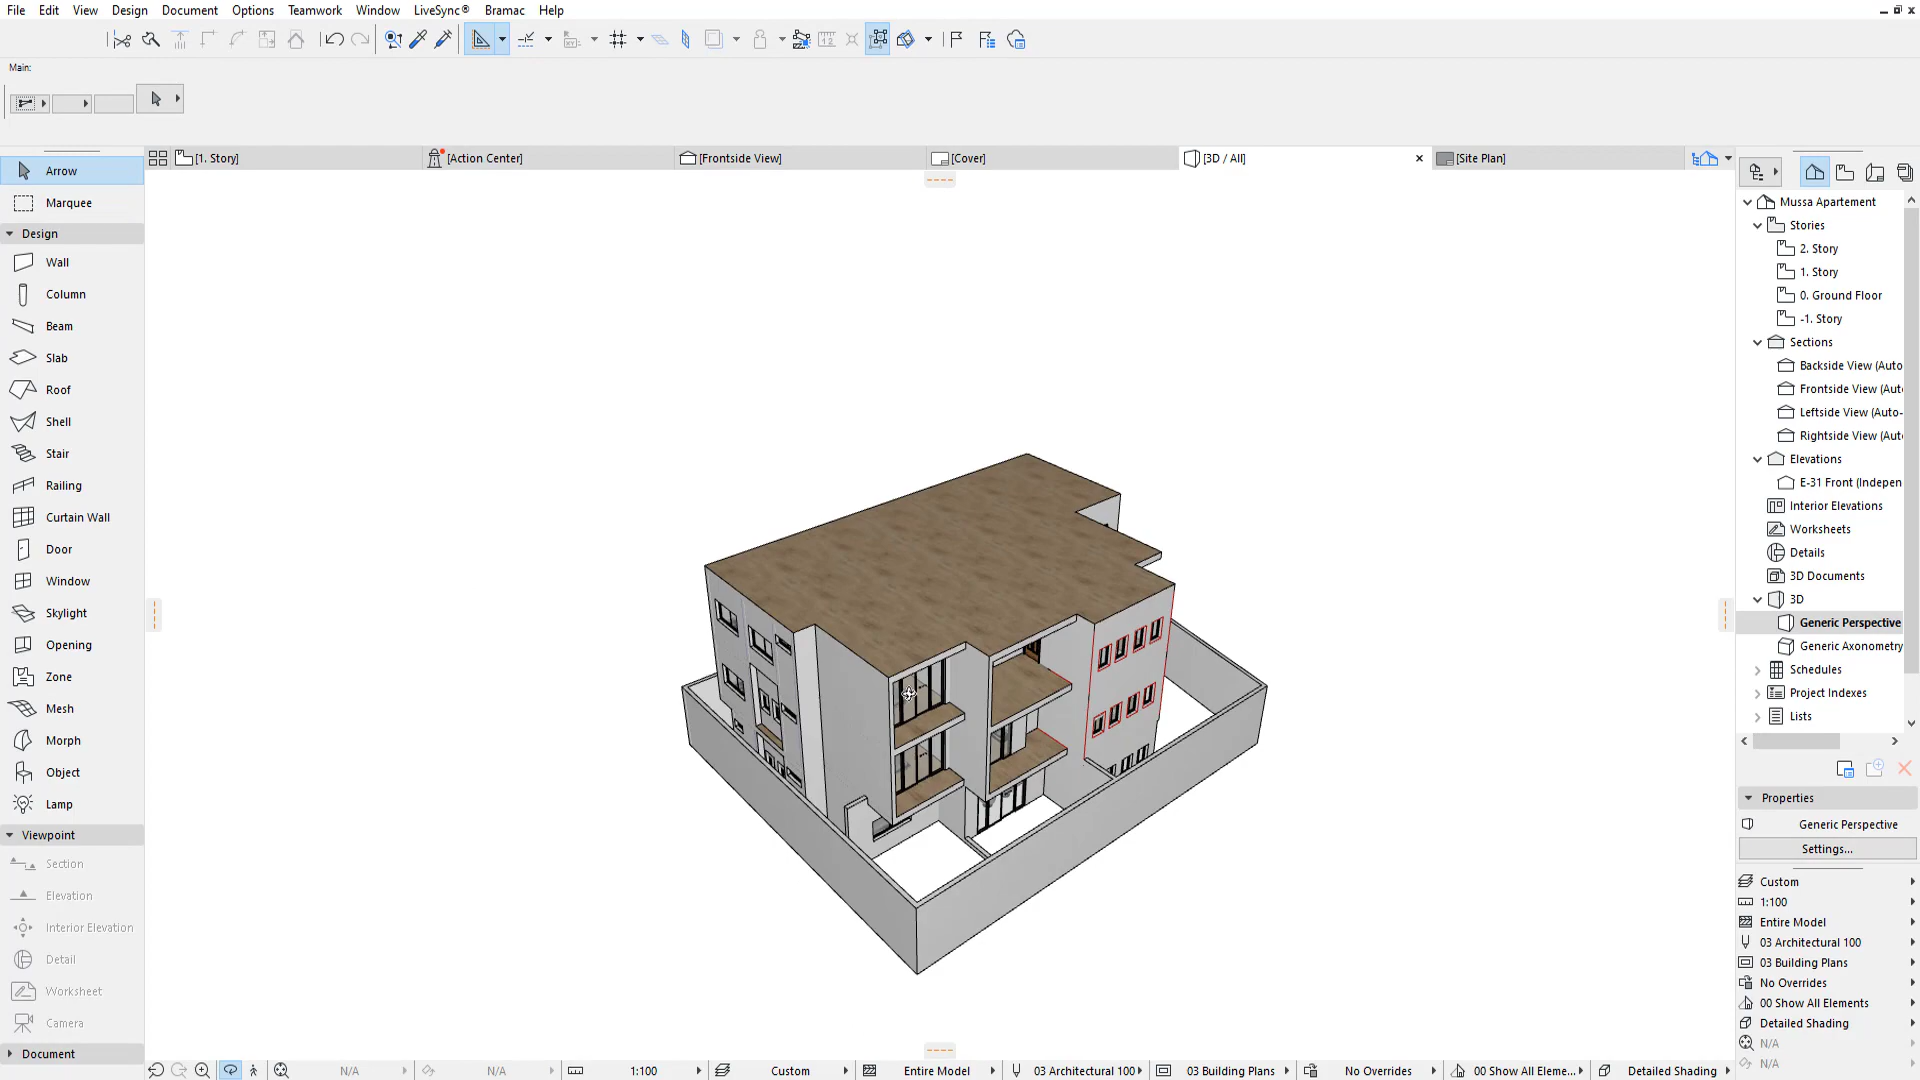 File Edit View Design Document Options Teamwork Window LiveSync® Bramac Help
Main:
[1. Story] [Action Center] [Frontside View] [Cover] [3D / All] [Site Plan]
Arrow
Marquee
Design
Wall
Column
Beam
Slab
Roof
Shell
Stair
Railing
Curtain Wall
Door
Window
Skylight
Opening
Zone
Mesh
Morph
Object
Lamp
Viewpoint
Section
Elevation
Interior Elevation
Detail
Worksheet
Camera
Document
Mussa Apartement
Stories
2. Story
1. Story
0. Ground Floor
-1. Story
Sections
Backside View (Auto
Frontside View (Aut
Leftside View (Auto-
Rightside View (Aut
Elevations
E-31 Front (Indepen
Interior Elevations
Worksheets
Details
3D Documents
3D
Generic Perspective
Generic Axonometry
Schedules
Project Indexes
Lists
Properties
Generic Perspective
Settings...
Custom
1:100
Entire Model
03 Architectural 100
03 Building Plans
No Overrides
00 Show All Elements
Detailed Shading
N/A
N/A
N/A N/A 1:100 Custom Entire Model 03 Architectural 100 03 Building Plans No Overrides 00 Show All Eleme... Detailed Shading